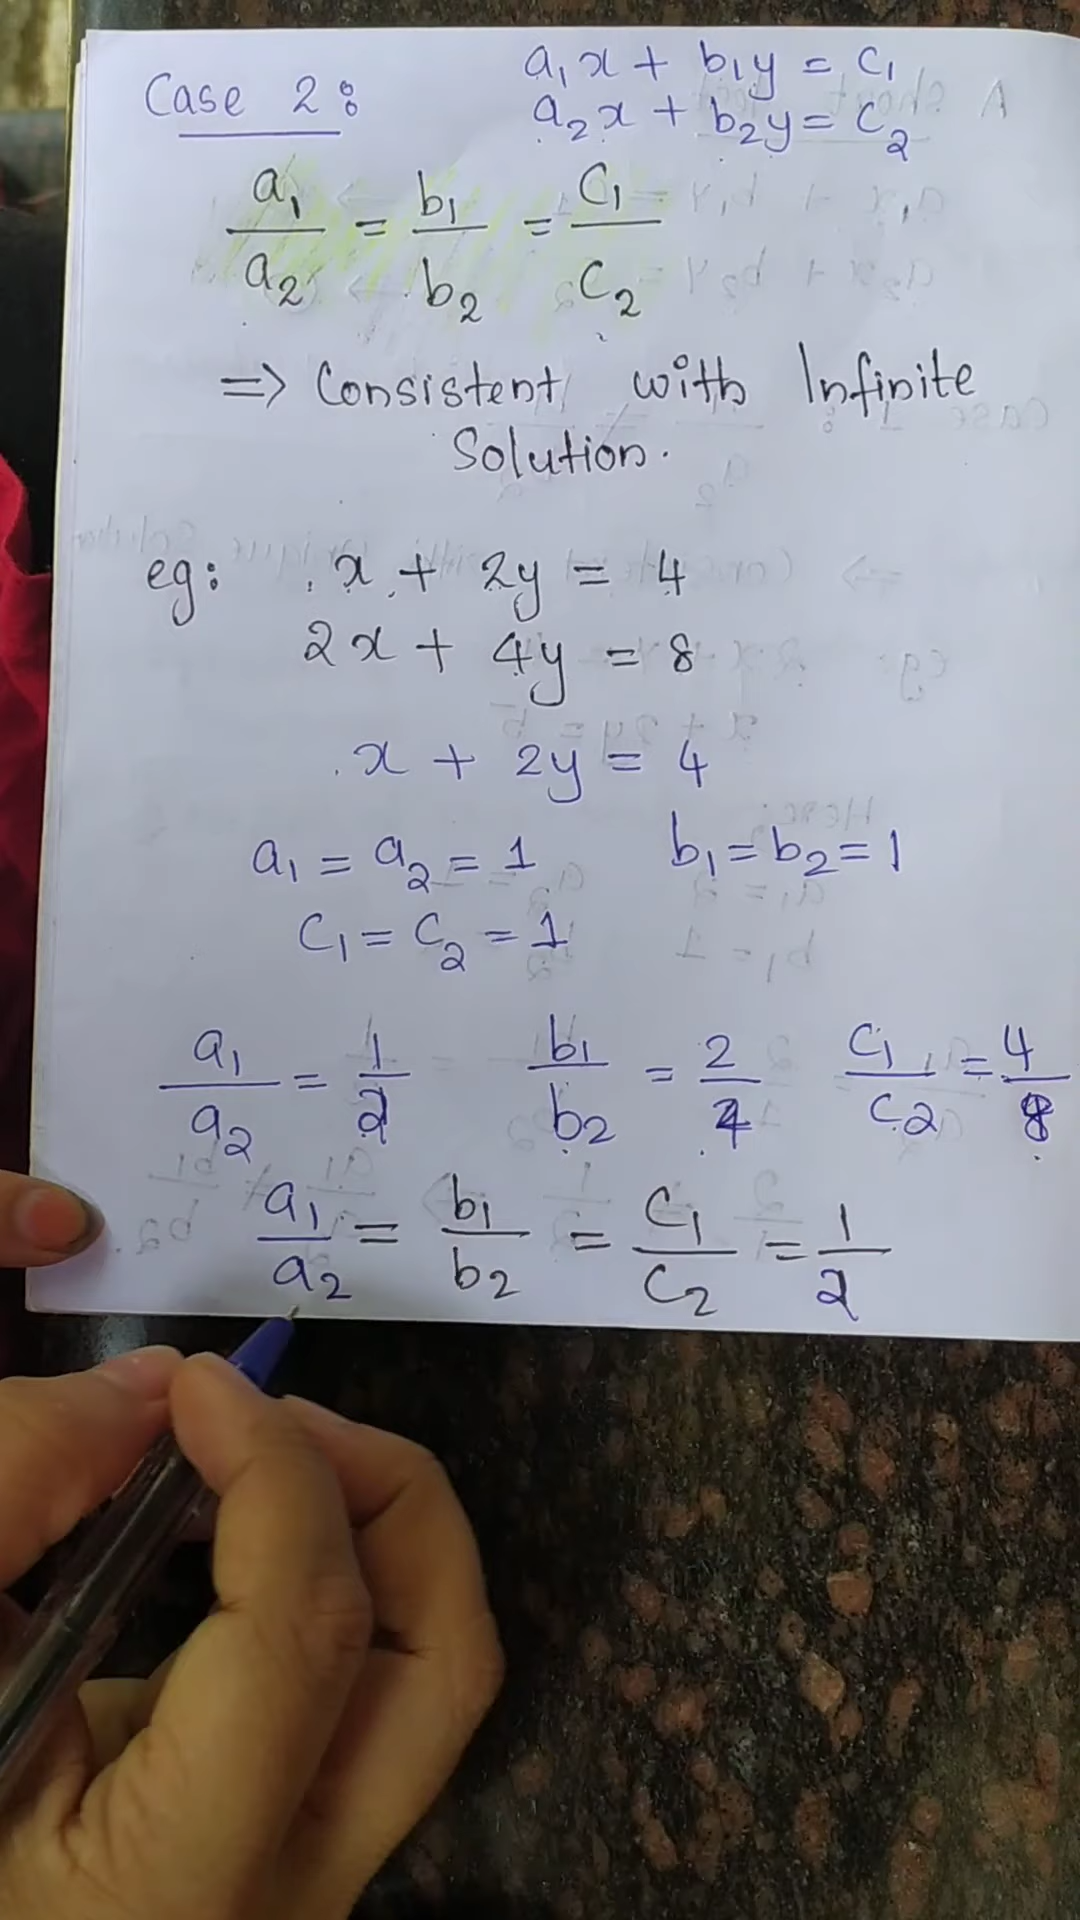 Case 2:
a₁x + b₁y = c₁
a₂x + b₂y = c₂
a₁/a₂ = b₁/b₂ = c₁/c₂
=> Consistent with Infinite
Solution.
eg: x + 2y = 4
2x + 4y = 8
x + 2y = 4
a₁ = a₂ = 1 b₁ = b₂ = 1
c₁ = c₂ = 1
a₁/a₂ = 1/2 b₁/b₂ = 2/4 c₁/c₂ = 4/8
a₁/a₂ = b₁/b₂ = c₁/c₂ = 1/2